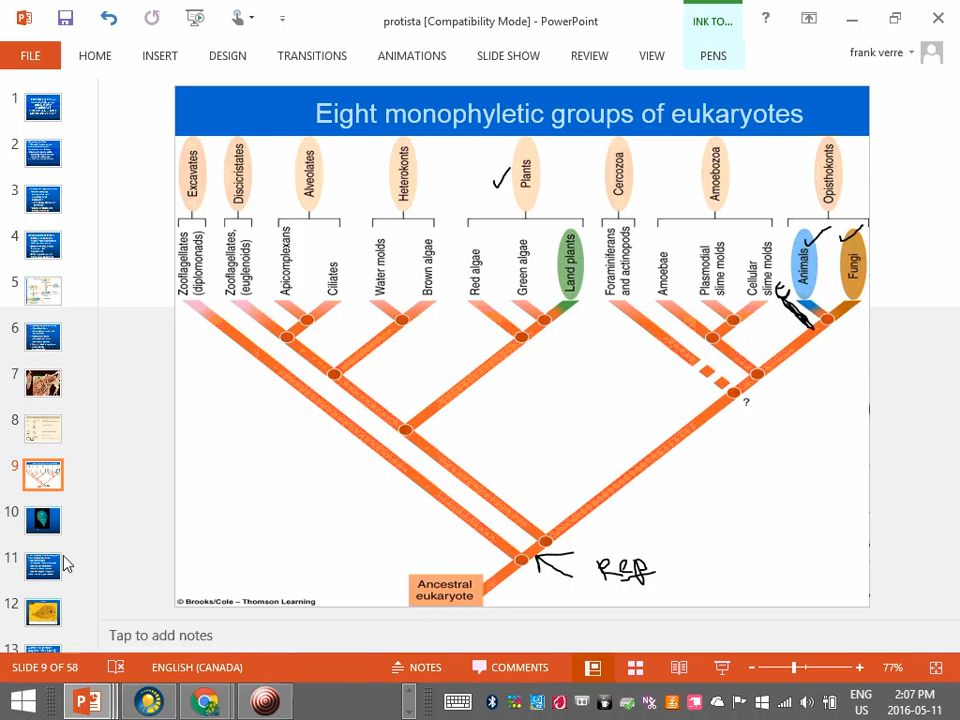 protista [Compatibility Mode] - PowerPoint
INK TO...
?
FILE
HOME
INSERT
DESIGN
TRANSITIONS
ANIMATIONS
SLIDE SHOW
REVIEW
VIEW
PENS
frank verre
1
2
3
4
5
6
7
8
9
10
11
12
13
Eight monophyletic groups of eukaryotes
Excavates
Discicristates
Alveolates
Heterokonts
Plants
Cercozoa
Amoebozoa
Opisthokonts
Zooflagellates
(diplomonads)
Zooflagellates,
(euglenoids)
Apicomplexans
Ciliates
Water molds
Brown algae
Red algae
Green algae
Land plants
Foraminiferans
and actinopods
Amoebae
Plasmodial
slime molds
Cellular
slime molds
Animals
Fungi
?
Ancestral
eukaryote
© Brooks/Cole – Thomson Learning
Tap to add notes
SLIDE 9 OF 58
ENGLISH (CANADA)
NOTES
COMMENTS
77%
ENG
US
2:07 PM
2016-05-11